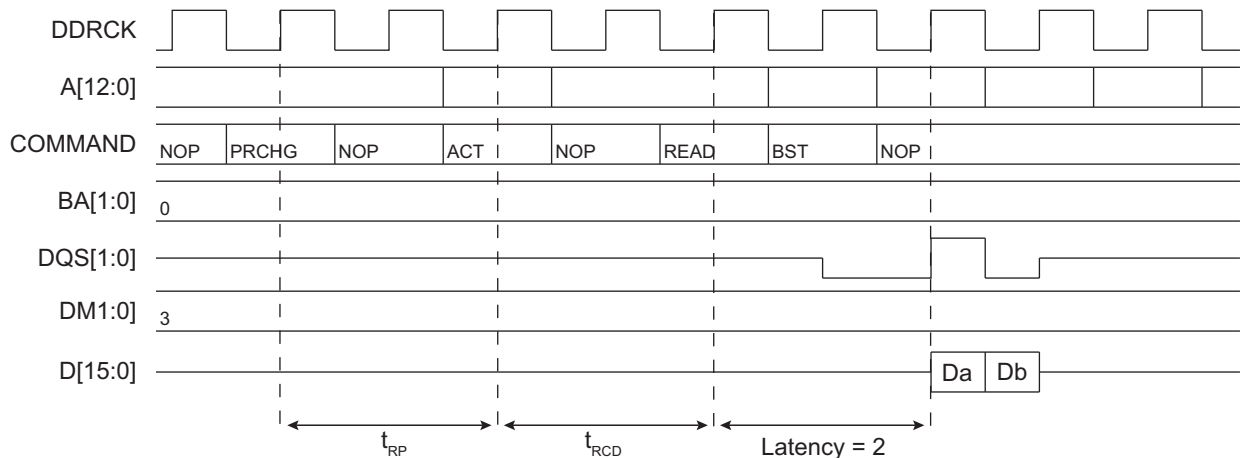 DDRCK
A[12:0]
COMMAND NOP PRCHG NOP ACT NOP READ BST NOP
BA[1:0] 0
DQS[1:0]
DM1:0] 3
D[15:0] Da Db
tRP tRCD Latency = 2